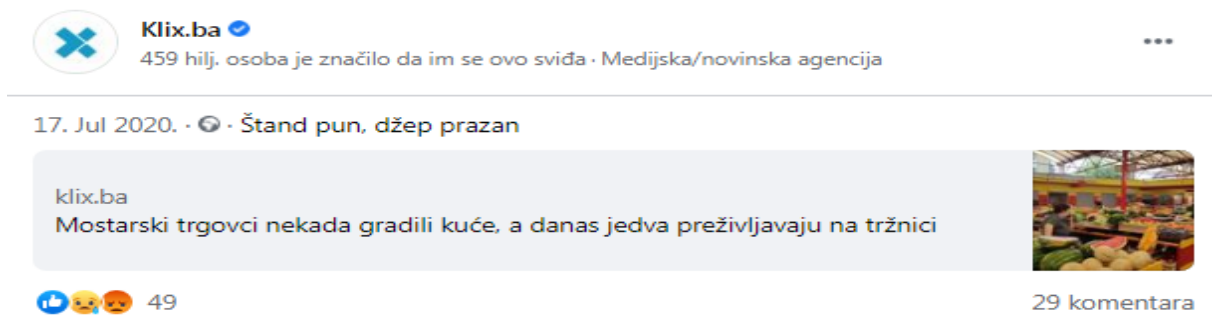 Klix.ba
459 hilj. osoba je značilo da im se ovo sviđa · Medijska/novinska agencija
17. Jul 2020. · · Štand pun, džep prazan
klix.ba
Mostarski trgovci nekada gradili kuće, a danas jedva preživljavaju na tržnici
49
29 komentara